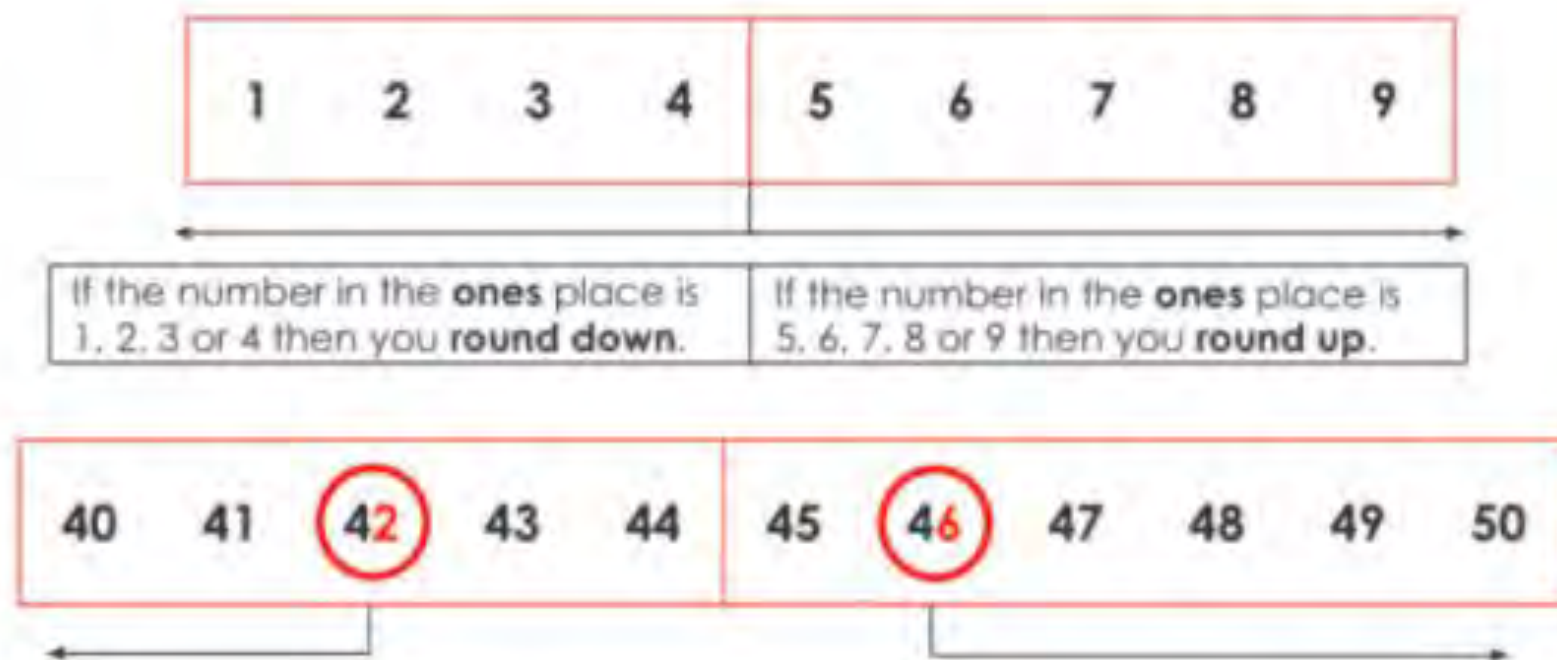 1 2 3 4 5 6 7 8 9
If the number in the ones place is
1, 2, 3 or 4 then you round down.
If the number in the ones place is
5, 6, 7, 8 or 9 then you round up.
40 41 42 43 44 45 46 47 48 49 50